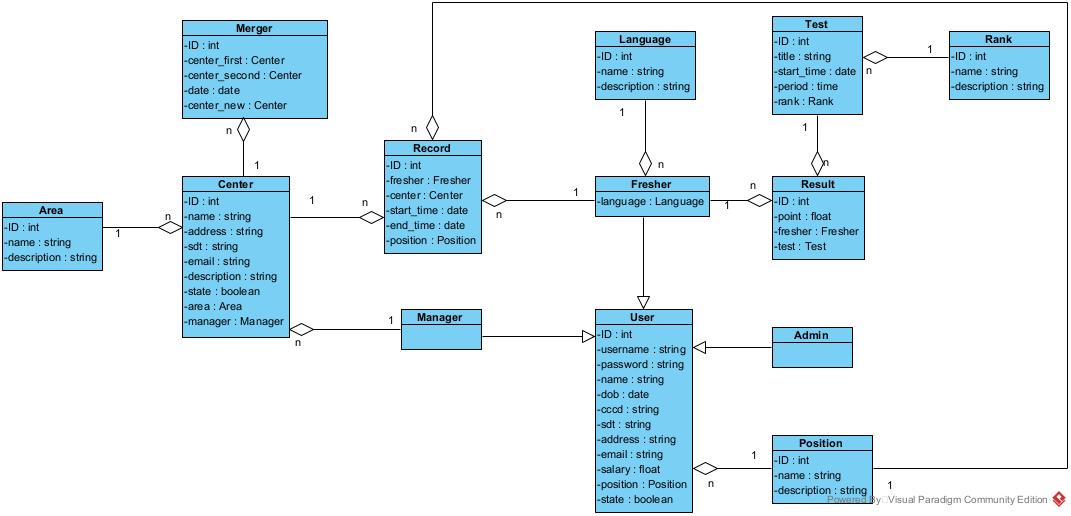 Merger
-ID : int
-center_first : Center
-center_second : Center
-date : date
-center_new : Center
n
1
Area
-ID : int
-name : string
-description : string
1
n
Center
-ID : int
-name : string
-address : string
-sdt : string
-email : string
-description : string
-state : boolean
-area : Area
-manager : Manager
1
n
n
1
n
Record
-ID : int
-fresher : Fresher
-center : Center
-start_time : date
-end_time : date
-position : Position
n
1
Manager
Language
-ID : int
-name : string
-description : string
1
n
Fresher
-language : Language
1
n
Test
-ID : int
-title : string
-start_time : date
-period : time
-rank : Rank
n
1
Rank
-ID : int
-name : string
-description : string
1
n
Result
-ID : int
-point : float
-fresher : Fresher
-test : Test
User
-ID : int
-username : string
-password : string
-name : string
-dob : date
-cccd : string
-sdt : string
-address : string
-email : string
-salary : float
-position : Position
-state : boolean
Admin
n
1
Position
-ID : int
-name : string
-description : string
1
Powered By Visual Paradigm Community Edition